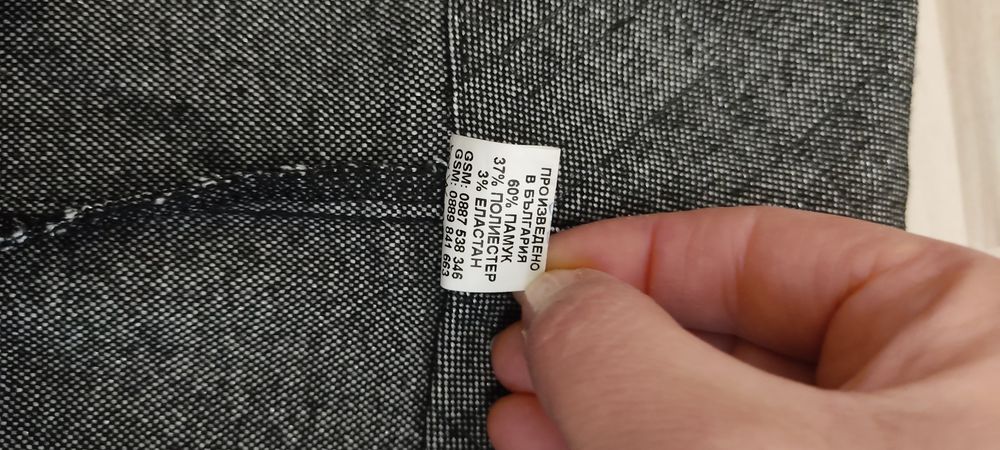 ПРОИЗВЕДЕНО
В БЪЛГАРИЯ
60% ПАМУК
37% ПОЛИЕСТЕР
3% ЕЛАСТАН
GSM: 0887 538 346
GSM: 0889 841 663